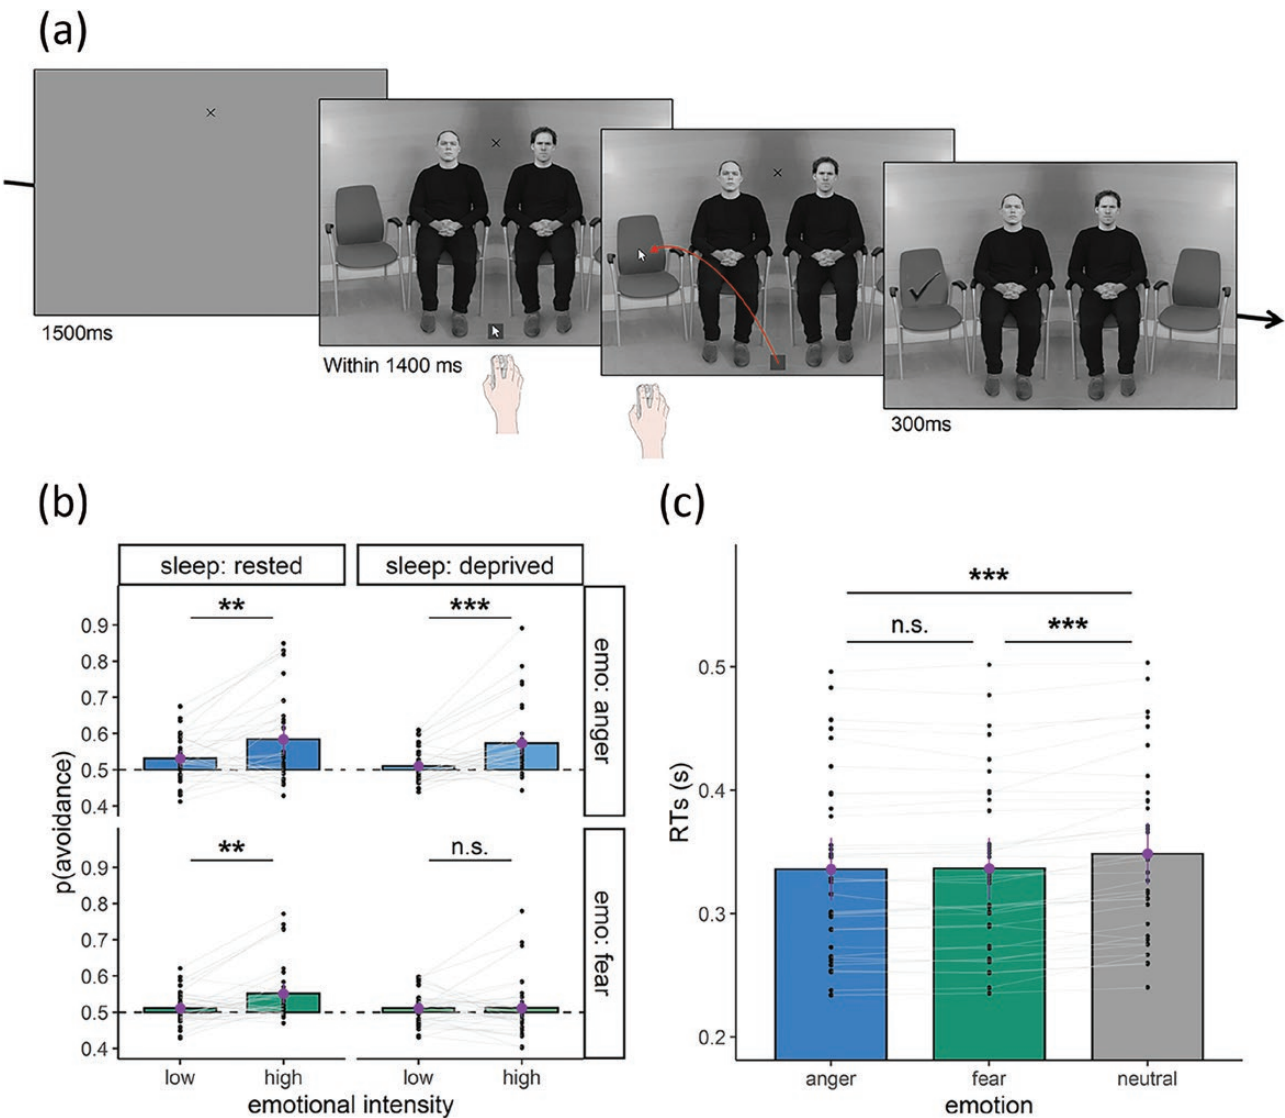 (a)
1500ms
Within 1400 ms
300ms
(b)
sleep: rested
sleep: deprived
**
***
0.9
0.8
0.7
0.6
0.5
0.4
emo: anger
p(avoidance)
**
n.s.
0.9
0.8
0.7
0.6
0.5
0.4
emo: fear
low
high
low
high
emotional intensity
(c)
***
n.s.
***
0.5
0.4
0.3
0.2
RTs (s)
anger
fear
neutral
emotion